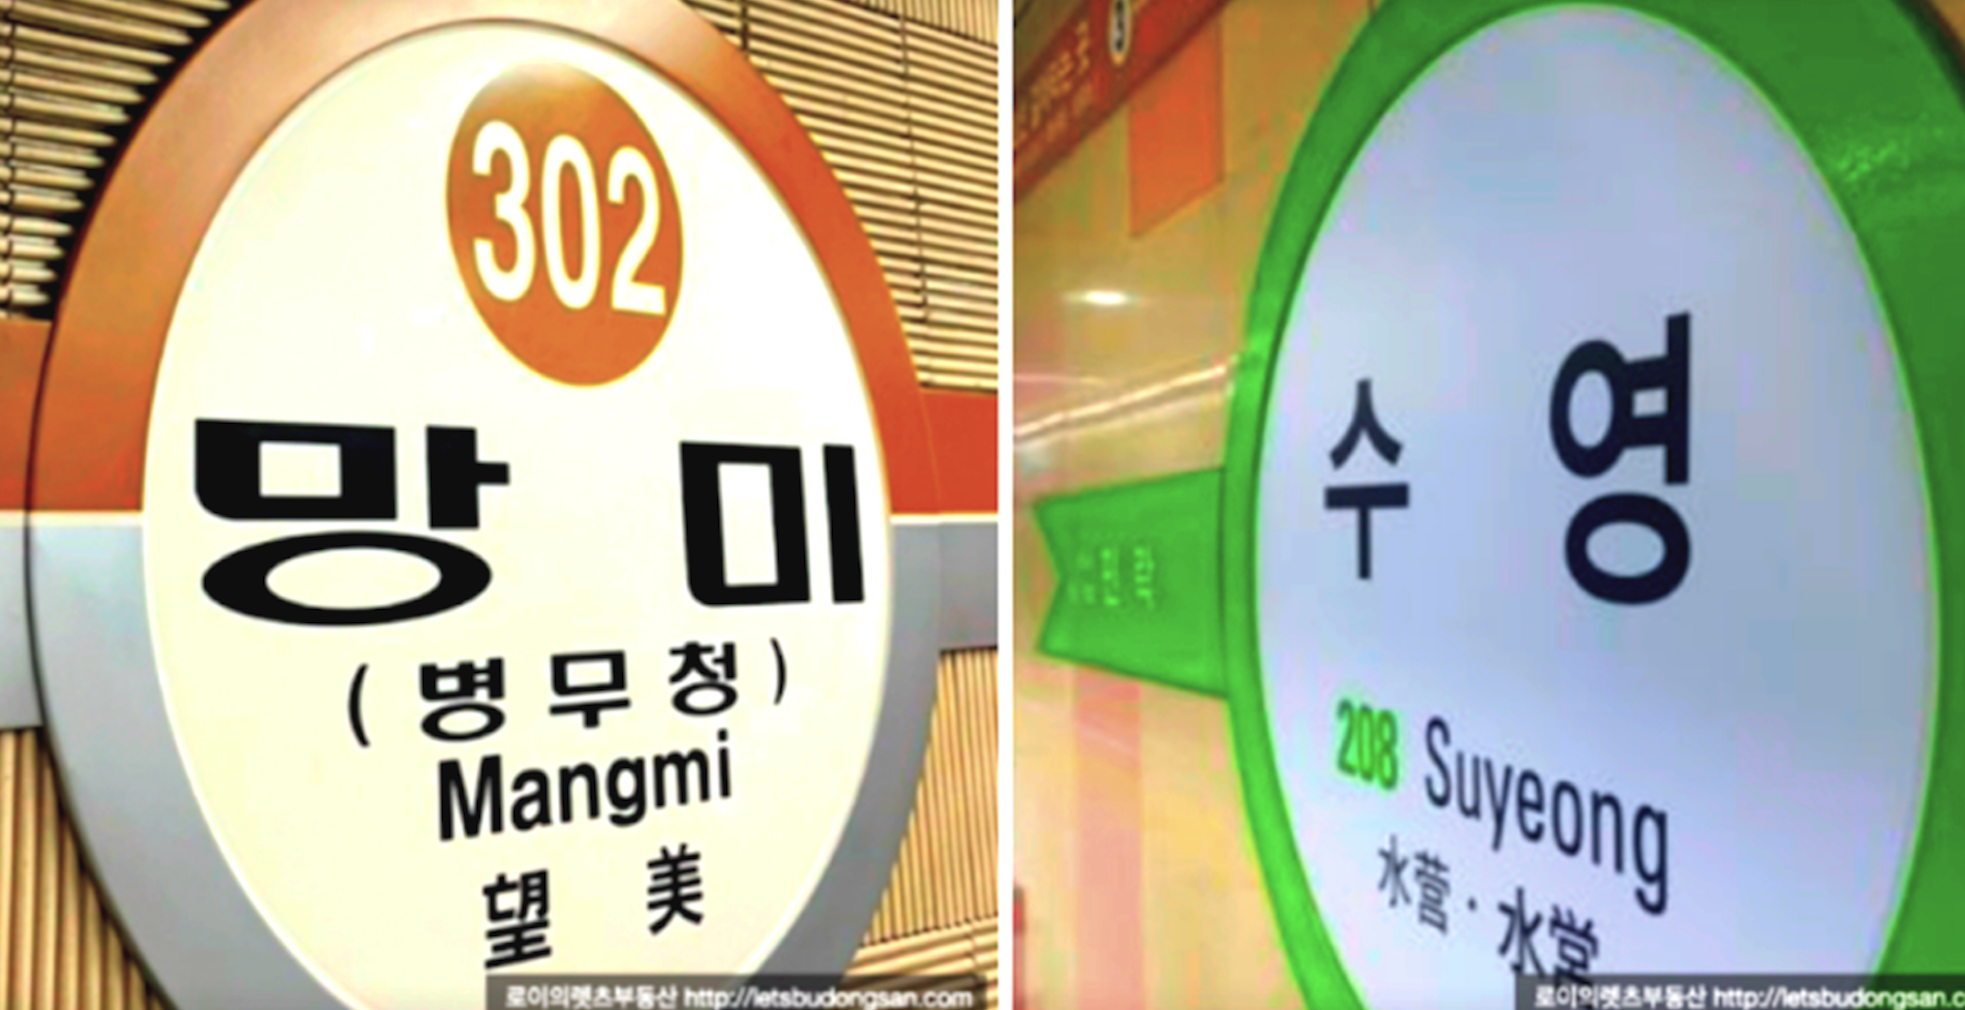 302
망 미
( 병 무 청 )
Mangmi
望 美
로이의렛츠부동산 http://letsbudongsan.com
수 영
208 Suyeong
水营 · 水営
로이의렛츠부동산 http://letsbudongsan.c